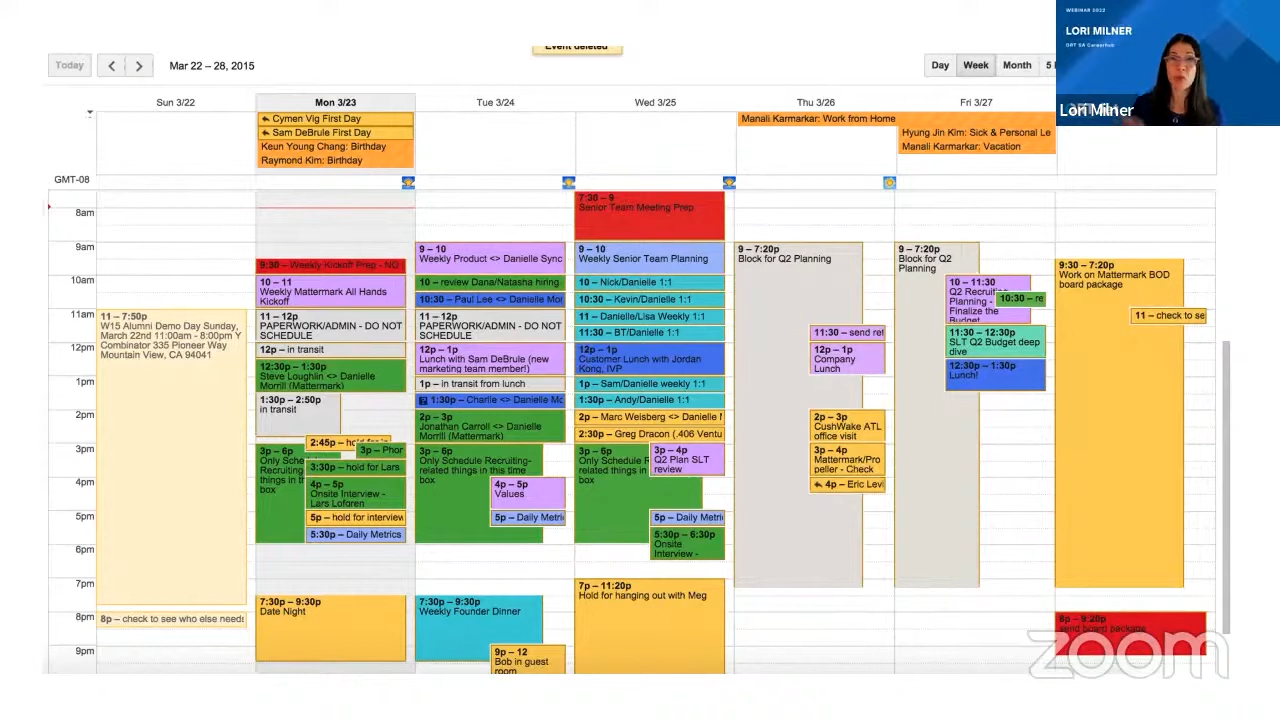 Event deleted
WEBINAR 2022
LORI MILNER
ORT SA Careerhub
Lori Milner
Today
Mar 22 – 28, 2015
Day Week Month 5
Sun 3/22 Mon 3/23 Tue 3/24 Wed 3/25 Thu 3/26 Fri 3/27
Cymen Vig First Day
Sam DeBrule First Day
Keun Young Chang: Birthday
Raymond Kim: Birthday
Manali Karmarkar: Work from Home
Hyung Jin Kim: Sick & Personal Le
Manali Karmarkar: Vacation
GMT-08
8am
9am
10am
11am
12pm
1pm
2pm
3pm
4pm
5pm
6pm
7pm
8pm
9pm
11 – 7:50p
W15 Alumni Demo Day Sunday,
March 22nd 11:00am - 8:00pm Y
Combinator 335 Pioneer Way
Mountain View, CA 94041
8p – check to see who else needs
9:30 – Weekly Kickoff Prep - NO
10 – 11
Weekly Mattermark All Hands
Kickoff
11 – 12p
PAPERWORK/ADMIN - DO NOT
SCHEDULE
12p – in transit
12:30p – 1:30p
Steve Loughlin <> Danielle
Morrill (Mattermark)
1:30p – 2:50p
in transit
2:45p –
3p – Phor
3p – 6p
Only Sche
Recruiting
things in th
box
3:30p – hold for Lars
4p – 5p
Onsite Interview -
Lars Lofgren
5p – hold for interview
5:30p – Daily Metrics
7:30p – 9:30p
Date Night
9 – 10
Weekly Product <> Danielle Sync
10 – review Dana/Natasha hiring
10:30 – Paul Lee <> Danielle Mor
11 – 12p
PAPERWORK/ADMIN - DO NOT
SCHEDULE
12p – 1p
Lunch with Sam DeBrule (new
marketing team member!)
1p – in transit from lunch
1:30p – Charlie <> Danielle Mo
2p – 3p
Jonathan Carroll <> Danielle
Morrill (Mattermark)
3p – 6p
Only Schedule Recruiting-
related things in this time
box
4p – 5p
Values
5p – Daily Metric
7:30p – 9:30p
Weekly Founder Dinner
9p – 12
Bob in guest
room
7:30 – 9
Senior Team Meeting Prep
9 – 10
Weekly Senior Team Planning
10 – Nick/Danielle 1:1
10:30 – Kevin/Danielle 1:1
11 – Danielle/Lisa Weekly 1:1
11:30 – BT/Danielle 1:1
12p – 1p
Customer Lunch with Jordan
Kong, IVP
1p – Sam/Danielle weekly 1:1
1:30p – Andy/Danielle 1:1
2p – Marc Weisberg <> Danielle M
2:30p – Greg Dracon (.406 Ventu
3p – 6p
Only Schedule R
related things in
box
3p – 4p
Q2 Plan SLT
review
5p – Daily Metri
5:30p – 6:30p
Onsite
Interview -
7p – 11:20p
Hold for hanging out with Meg
9 – 7:20p
Block for Q2 Planning
11:30 – send ret
12p – 1p
Company
Lunch
2p – 3p
CushWake ATL
office visit
3p – 4p
Mattermark/Pro
peller - Check
4p – Eric Levi
9 – 7:20p
Block for Q2
Planning
10 – 11:30
Q2 Recruit
Planning -
Finalize the
Budget
10:30 – re
11:30 – 12:30p
SLT Q2 Budget deep
dive
12:30p – 1:30p
Lunch!
9:30 – 7:20p
Work on Mattermark BOD
board package
11 – check to se
8p – 9:20p
send board package
zoom